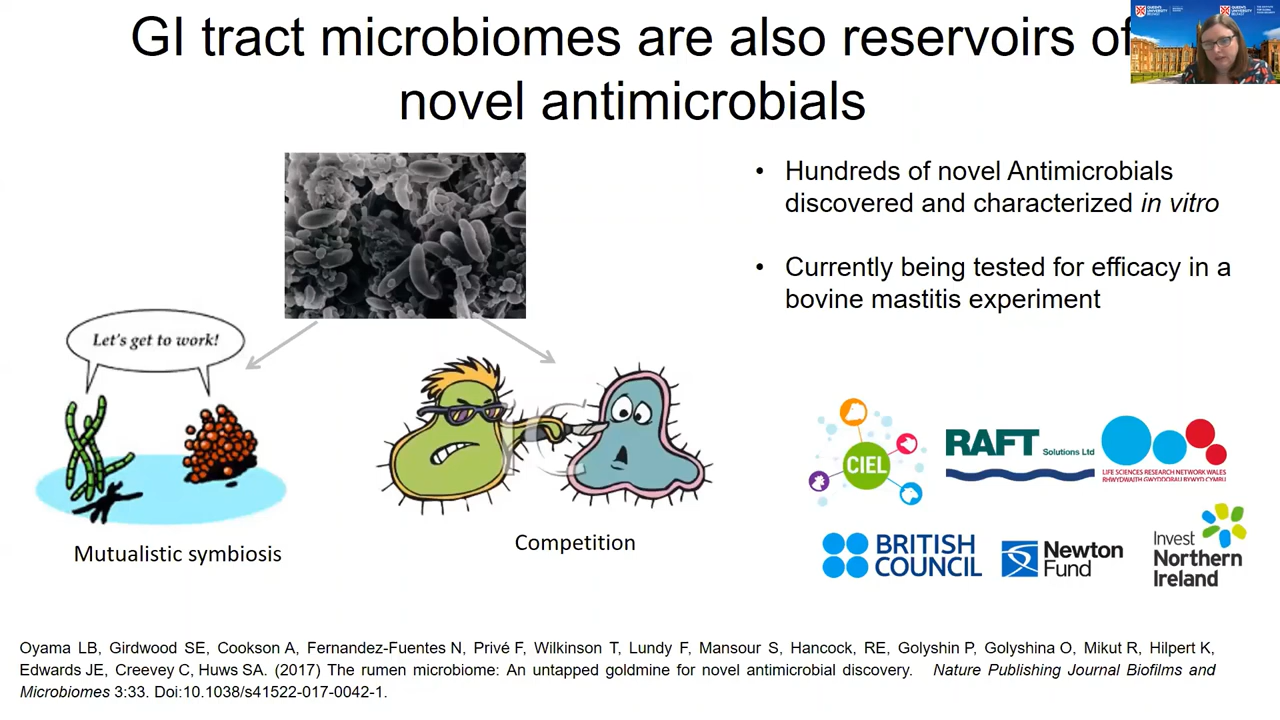 GI tract microbiomes are also reservoirs of
novel antimicrobials
• Hundreds of novel Antimicrobials
discovered and characterized in vitro
• Currently being tested for efficacy in a
bovine mastitis experiment
Let's get to work!
Mutualistic symbiosis
Competition
CIEL
RAFT Solutions Ltd
LIFE SCIENCES RESEARCH NETWORK WALES
RHWYDWAITH GWYDDORAU BYWYD CYMRU
BRITISH
COUNCIL
Newton
Fund
Invest
Northern
Ireland
Oyama LB, Girdwood SE, Cookson A, Fernandez-Fuentes N, Privé F, Wilkinson T, Lundy F, Mansour S, Hancock, RE, Golyshin P, Golyshina O, Mikut R, Hilpert K,
Edwards JE, Creevey C, Huws SA. (2017) The rumen microbiome: An untapped goldmine for novel antimicrobial discovery. Nature Publishing Journal Biofilms and
Microbiomes 3:33. Doi:10.1038/s41522-017-0042-1.